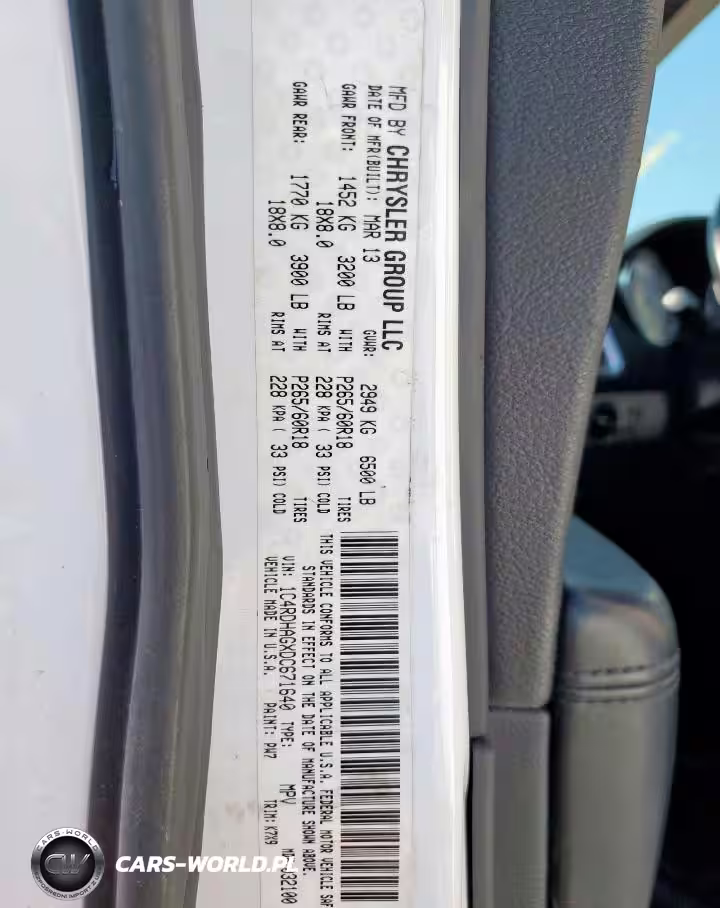 MFD BY CHRYSLER GROUP LLC
DATE OF MFR(BUILT): MAR 13 GVWR: 2949 KG 6500 LB
GAWR FRONT: 1452 KG 3200 LB WITH P265/60R18 TIRES
18X8.0 RIMS AT 228 KPA ( 33 PSI) COLD
GAWR REAR: 1770 KG 3900 LB WITH P265/60R18 TIRES
18X8.0 RIMS AT 228 KPA ( 33 PSI) COLD
THIS VEHICLE CONFORMS TO ALL APPLICABLE U.S.A. FEDERAL MOTOR VEHICLE SAF
STANDARDS IN EFFECT ON THE DATE OF MANUFACTURE SHOWN ABOVE.
VIN: 1C4RDHAGXDC671640 TYPE: MPV
VEHICLE MADE IN U.S.A. PAINT: PW7 TRIM: K7X9
CARS-WORLD
CW
CARS-WORLD.PL